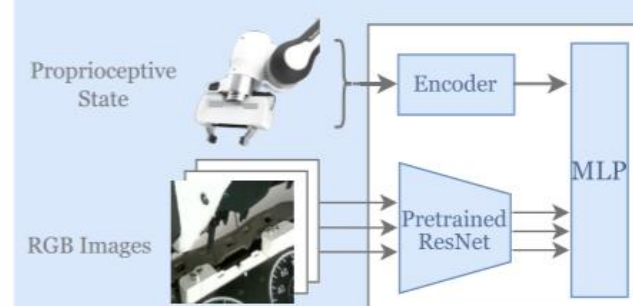 Proprioceptive
State
Encoder
MLP
RGB Images
Pretrained
ResNet